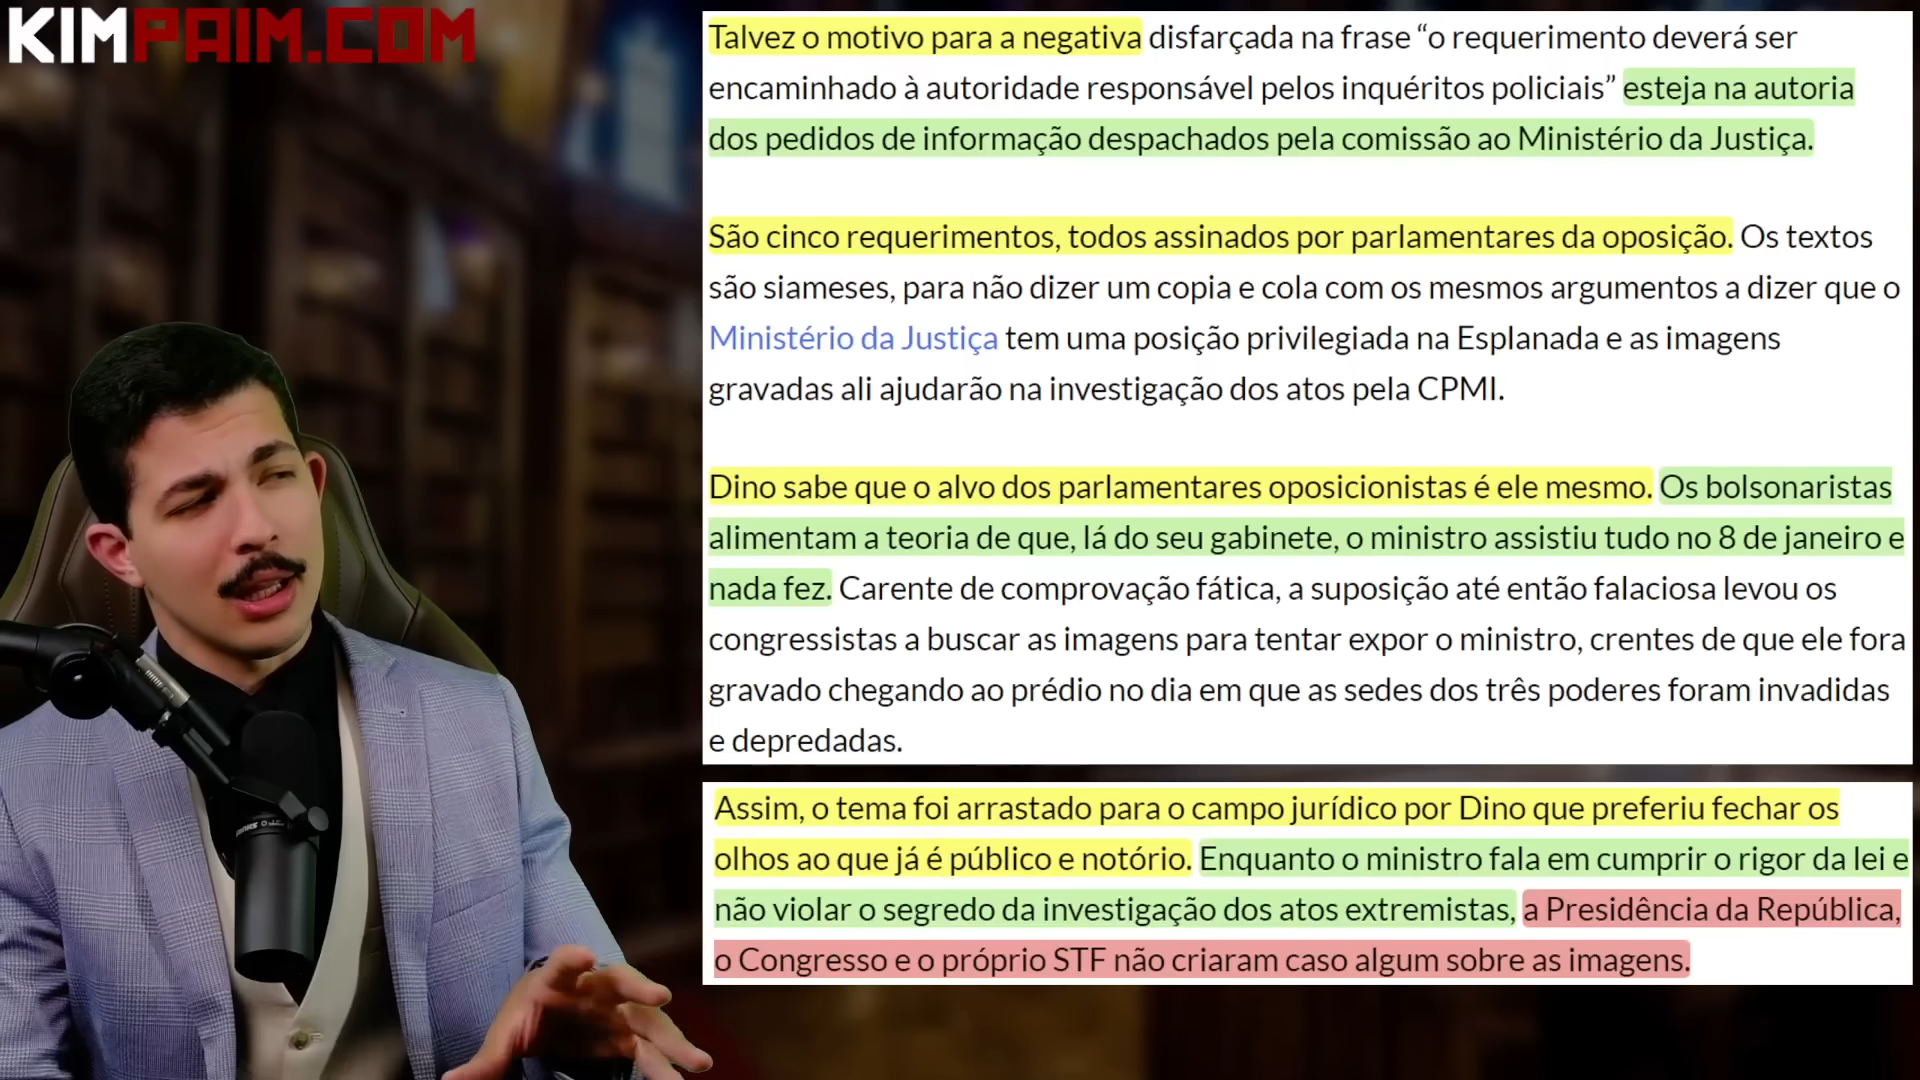 KIMPAIM.COM
Talvez o motivo para a negativa disfarçada na frase “o requerimento deverá ser
encaminhado à autoridade responsável pelos inquéritos policiais” esteja na autoria
dos pedidos de informação despachados pela comissão ao Ministério da Justiça.
São cinco requerimentos, todos assinados por parlamentares da oposição. Os textos
são siameses, para não dizer um copia e cola com os mesmos argumentos a dizer que o
Ministério da Justiça tem uma posição privilegiada na Esplanada e as imagens
gravadas ali ajudarão na investigação dos atos pela CPMI.
Dino sabe que o alvo dos parlamentares oposicionistas é ele mesmo. Os bolsonaristas
alimentam a teoria de que, lá do seu gabinete, o ministro assistiu tudo no 8 de janeiro e
nada fez. Carente de comprovação fática, a suposição até então falaciosa levou os
congressistas a buscar as imagens para tentar expor o ministro, crentes de que ele fora
gravado chegando ao prédio no dia em que as sedes dos três poderes foram invadidas
e depredadas.
Assim, o tema foi arrastado para o campo jurídico por Dino que preferiu fechar os
olhos ao que já é público e notório. Enquanto o ministro fala em cumprir o rigor da lei e
não violar o segredo da investigação dos atos extremistas, a Presidência da República,
o Congresso e o próprio STF não criaram caso algum sobre as imagens.